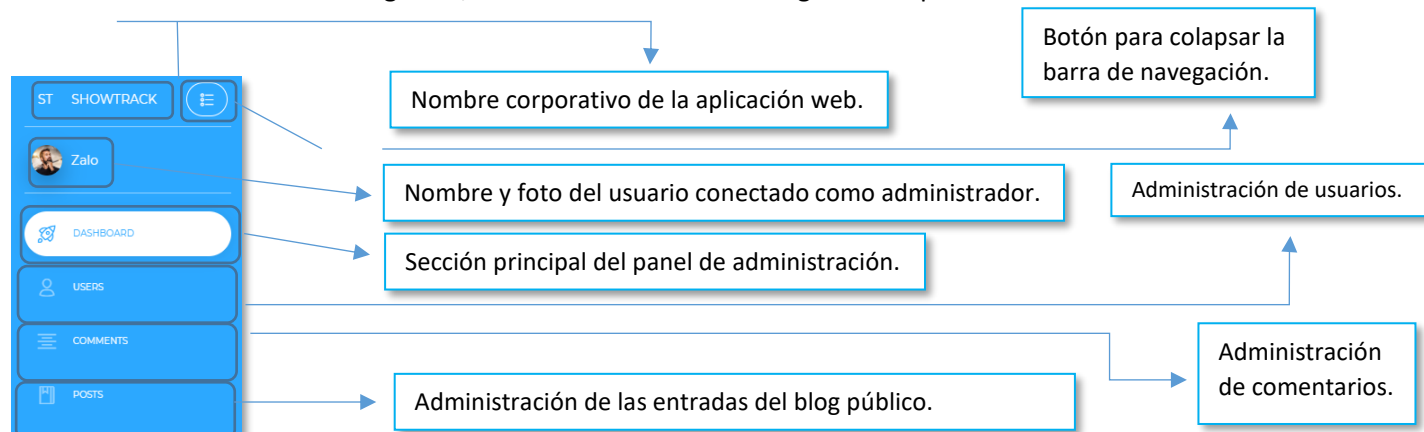 Botón para colapsar la
barra de navegación.
ST SHOWTRACK
Nombre corporativo de la aplicación web.
Zalo
Nombre y foto del usuario conectado como administrador.
Administración de usuarios.
DASHBOARD
Sección principal del panel de administración.
USERS
COMMENTS
Administración
de comentarios.
POSTS
Administración de las entradas del blog público.